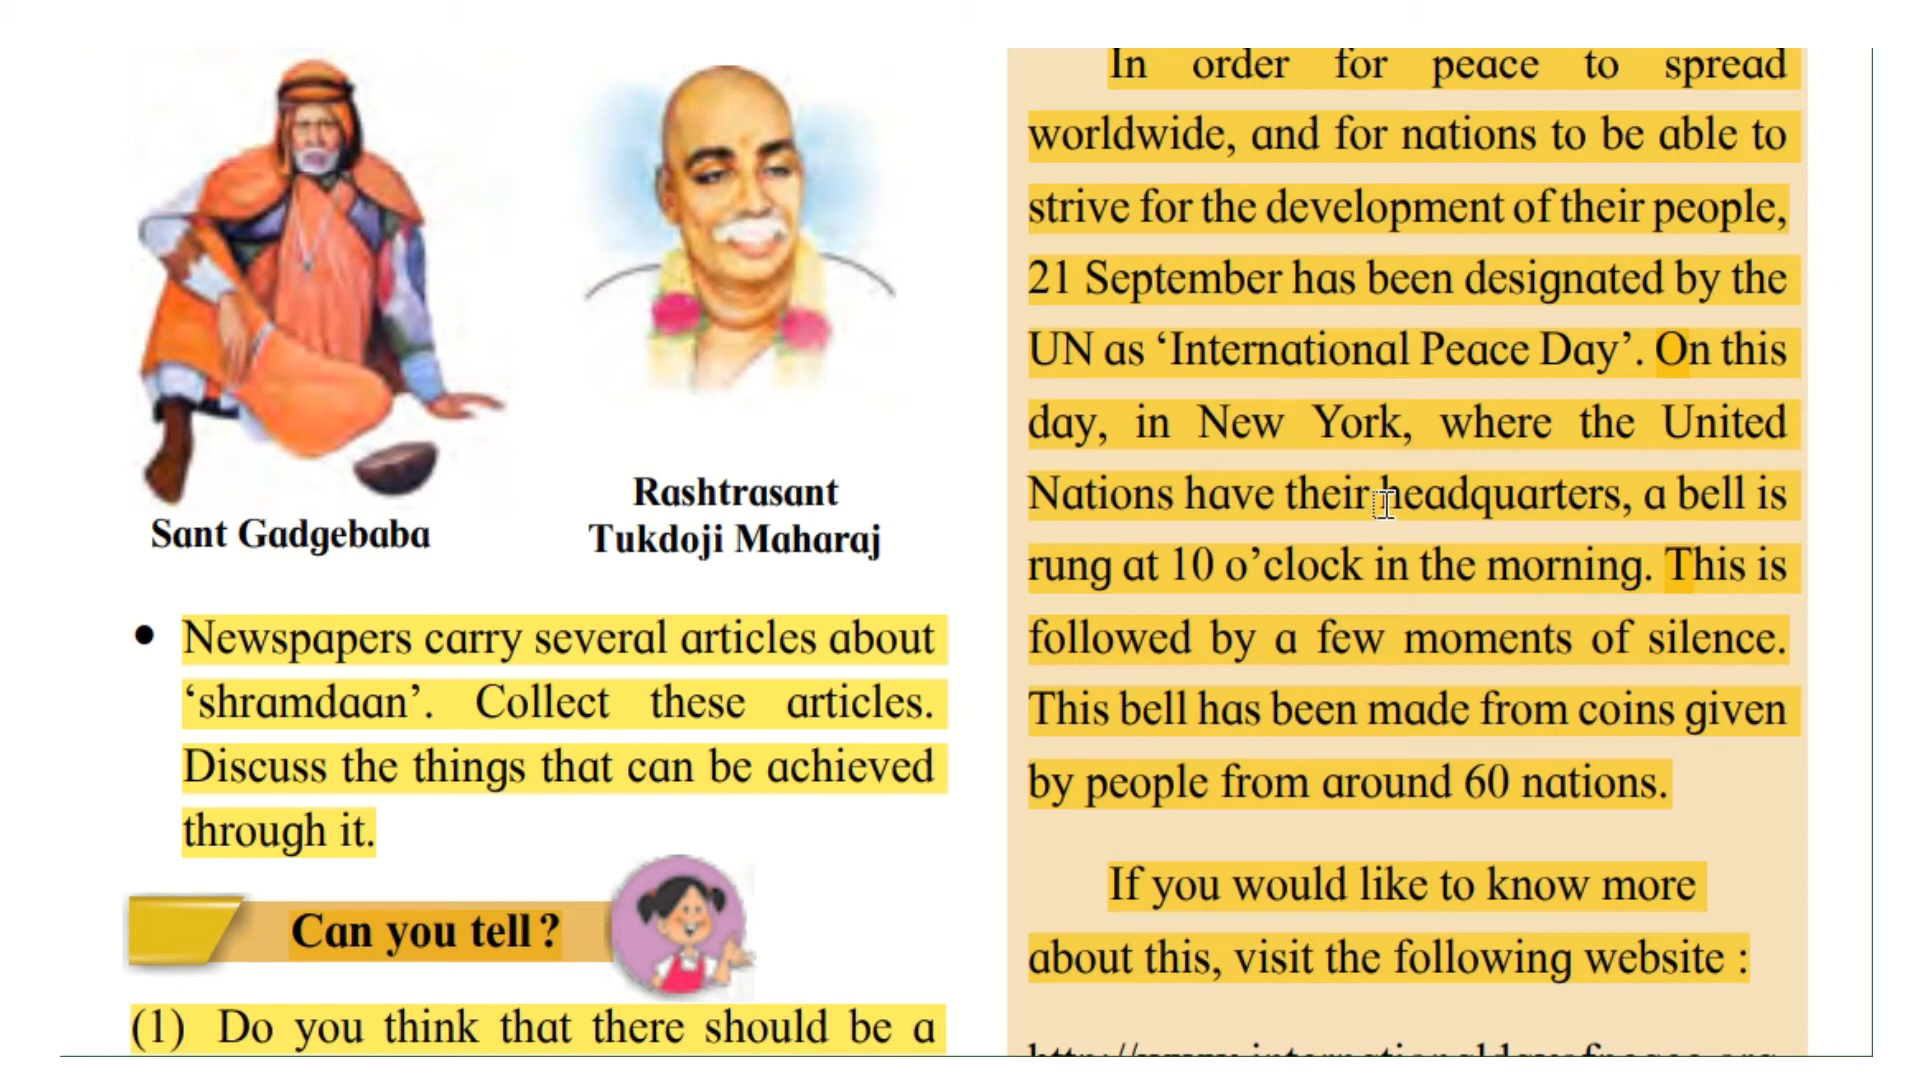 Sant Gadgebaba
Rashtrasant
Tukdoji Maharaj
• Newspapers carry several articles about
‘shramdaan’. Collect these articles.
Discuss the things that can be achieved
through it.
Can you tell?
(1) Do you think that there should be a
In order for peace to spread
worldwide, and for nations to be able to
strive for the development of their people,
21 September has been designated by the
UN as ‘International Peace Day’. On this
day, in New York, where the United
Nations have their headquarters, a bell is
rung at 10 o’clock in the morning. This is
followed by a few moments of silence.
This bell has been made from coins given
by people from around 60 nations.
If you would like to know more
about this, visit the following website :